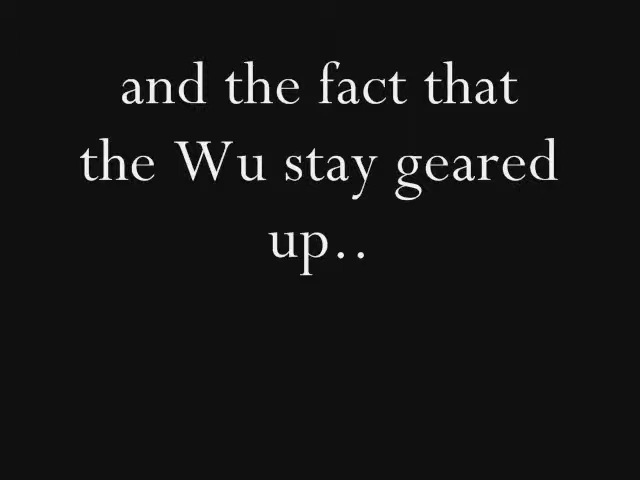 and the fact that
the Wu stay geared
up..